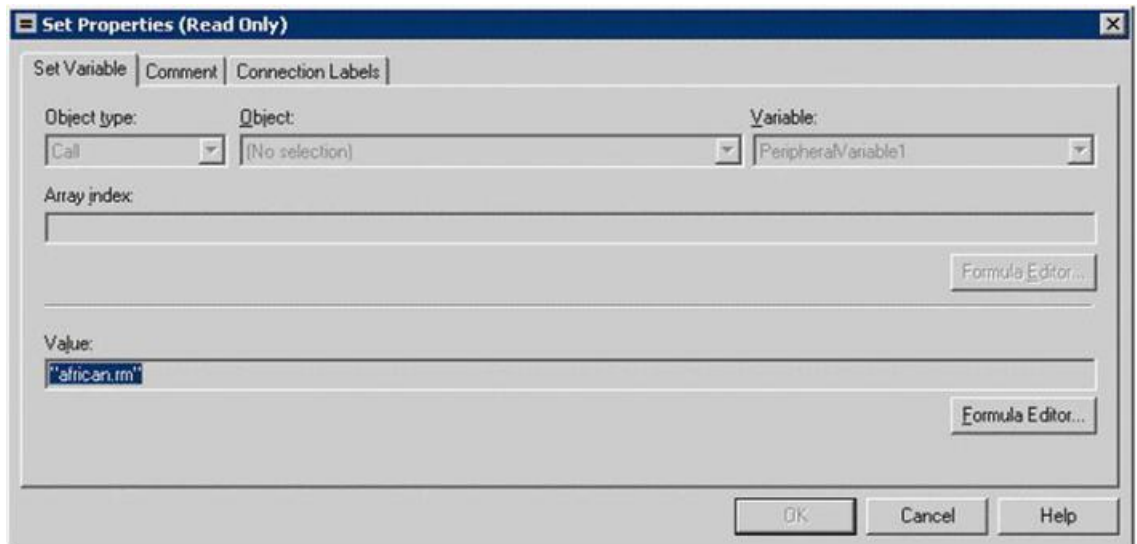 Set Properties (Read Only)
Set Variable Comment Connection Labels
Object type: Object: Variable:
Call (No selection) PeripheralVariable1
Array index:
Formula Editor...
Value:
"african.rm"
Formula Editor...
OK Cancel Help